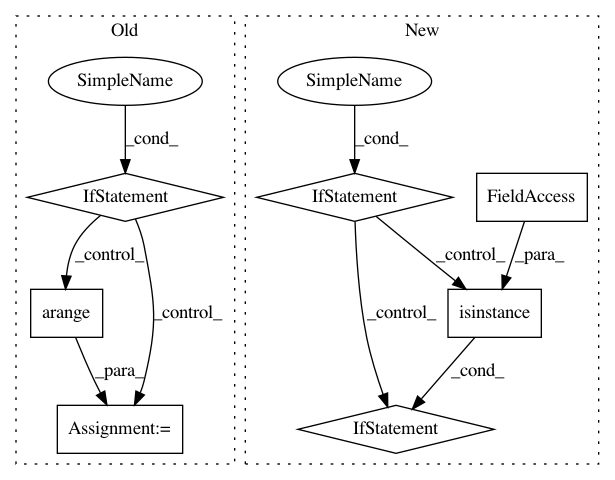 Old
New
SimpleName
SimpleName
_cond_
_cond_
IfStatement
IfStatement
FieldAccess
_control_
_control_
_para_
_control_
_control_
arange
isinstance
_para_
_cond_
Assignment:=
IfStatement